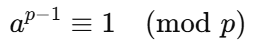 a^{p-1} ≡ 1 (mod p)